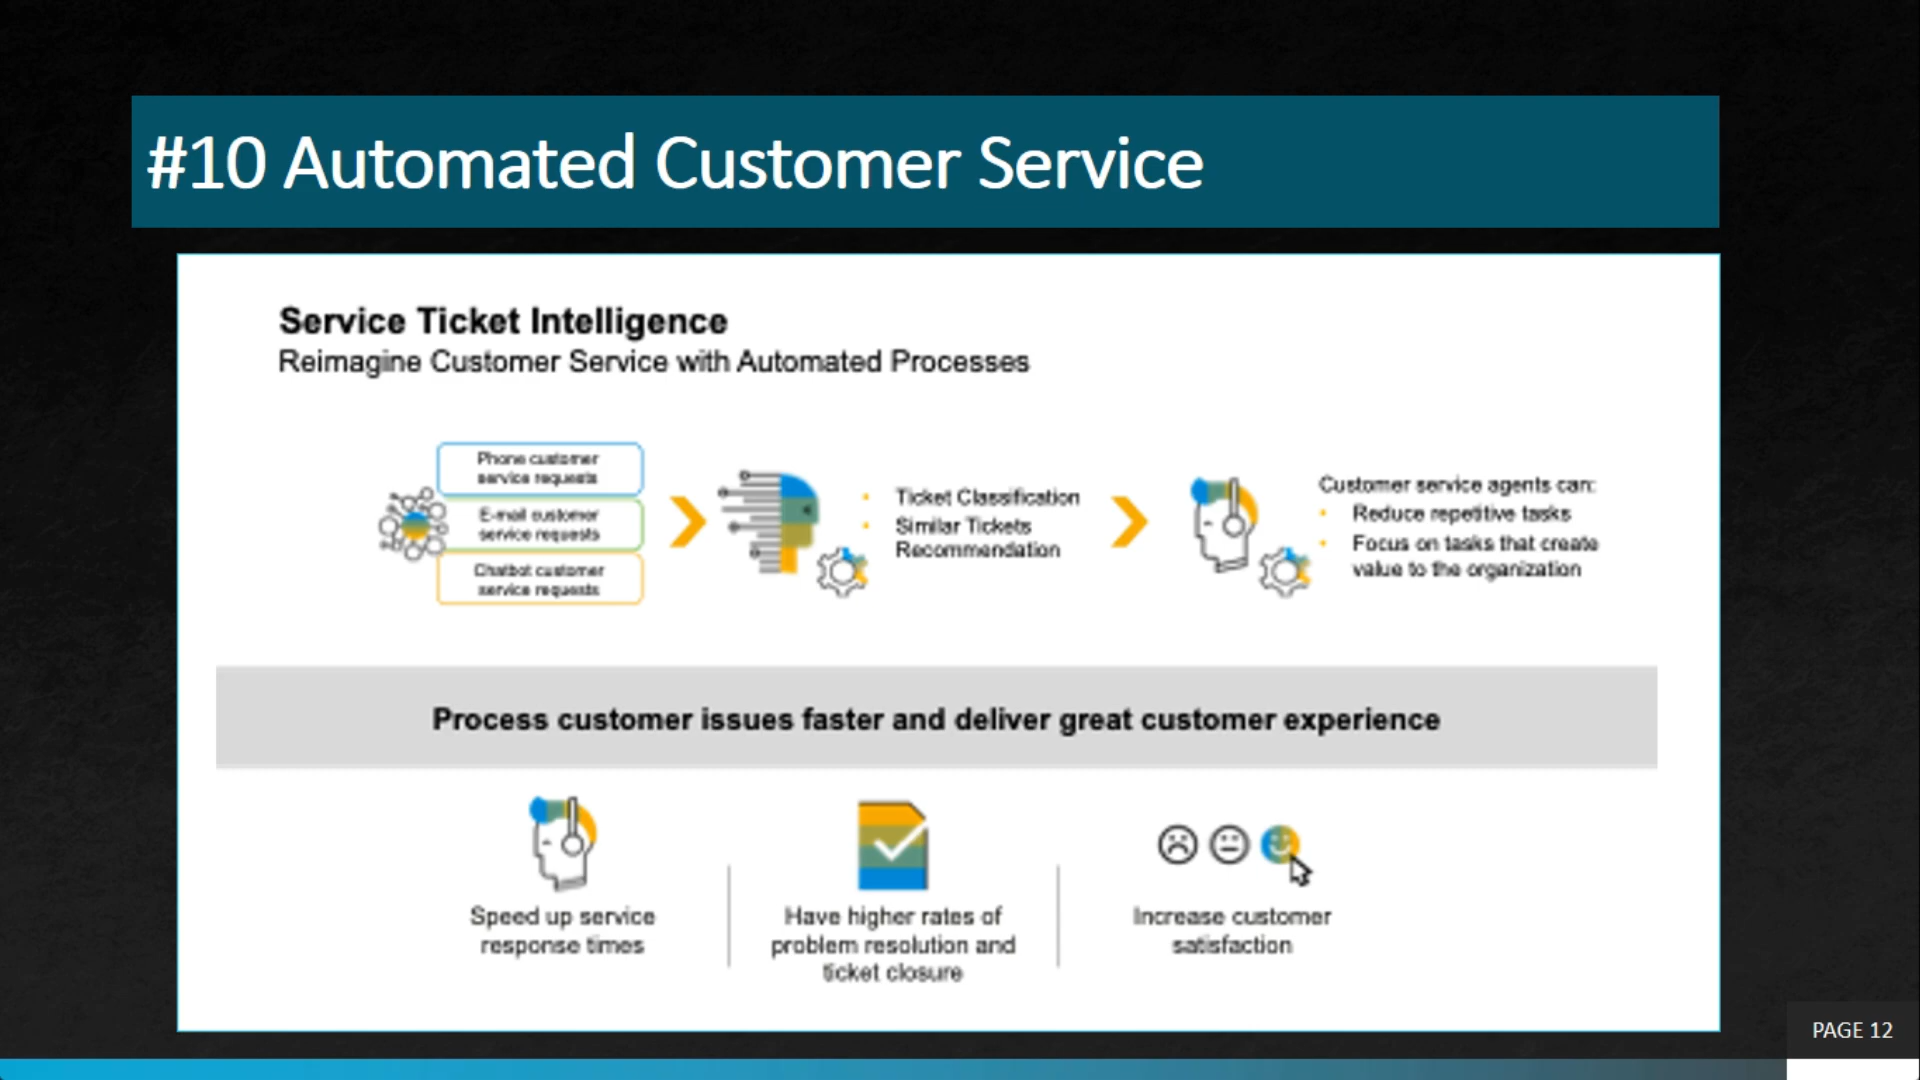 #10 Automated Customer Service
Service Ticket Intelligence
Reimagine Customer Service with Automated Processes
Phone customer
service requests
E-mail customer
service requests
Chatbot customer
service requests
• Ticket Classification
• Similar Tickets
Recommendation
Customer service agents can:
• Reduce repetitive tasks
• Focus on tasks that create
value to the organization
Process customer issues faster and deliver great customer experience
Speed up service
response times
Have higher rates of
problem resolution and
ticket closure
Increase customer
satisfaction
PAGE 12